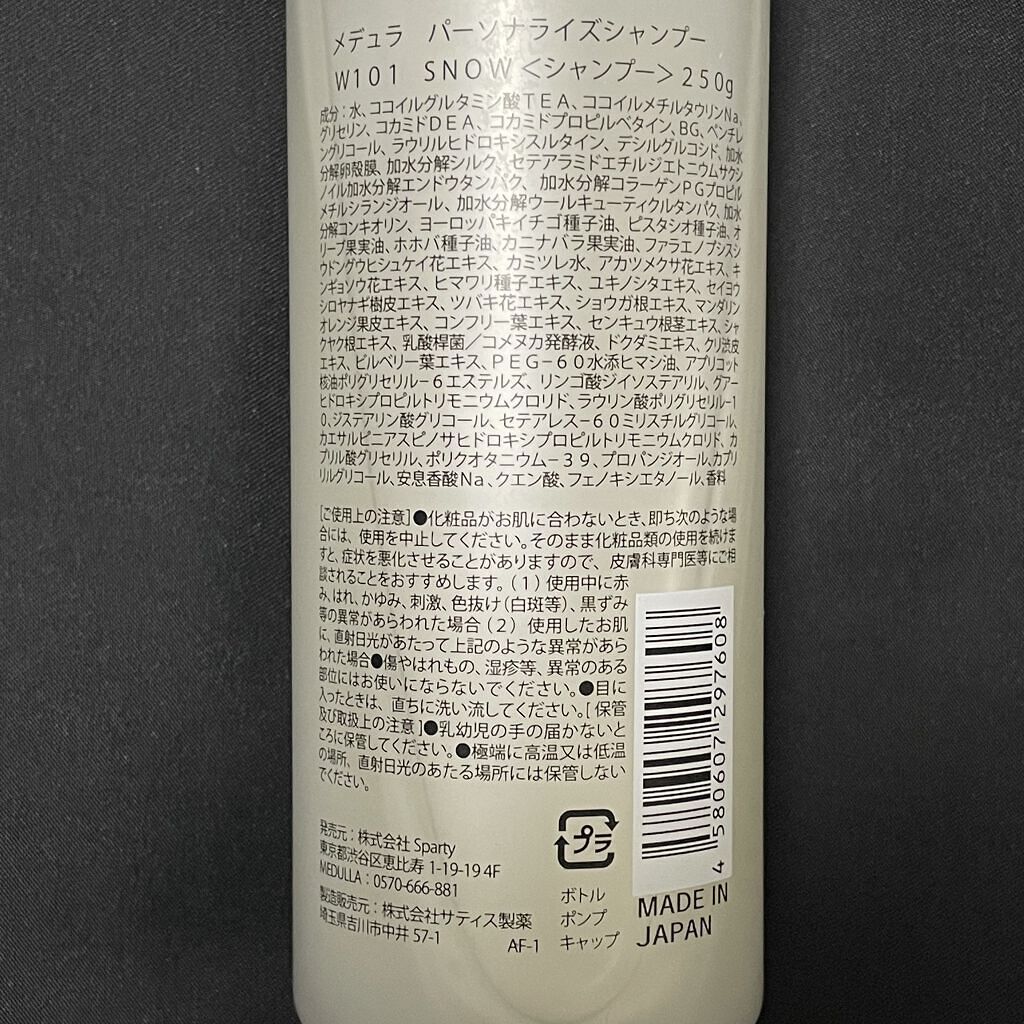 メデュラ パーソナライズシャンプー
W101 SNOW<シャンプー>250g
成分:水、ココイルグルタミン酸TEA、ココイルメチルタウリンNa、
グリセリン、コカミドDEA、コカミドプロピルベタイン、BG、ペンチレ
ングリコール、ラウリルヒドロキシスルタイン、デシルグルコシド、加水
分解卵殻膜、加水分解シルク、セテアラミドエチルジエトニウムサクシ
ノイル加水分解エンドウタンパク、加水分解コラーゲンPGプロピル
メチルシランジオール、加水分解ウールキューティクルタンパク、加水
分解コンキオリン、ヨーロッパキイチゴ種子油、ピスタシオ種子油、オ
リーブ果実油、ホホバ種子油、カニナバラ果実油、ファラエノプシスシ
ウドングウヒシュケイ花エキス、カミツレ水、アカツメクサ花エキス、キ
ンギョソウ花エキス、ヒマワリ種子エキス、ユキノシタエキス、セイヨウ
シロヤナギ樹皮エキス、ツバキ花エキス、ショウガ根エキス、マンダリン
オレンジ果皮エキス、コンフリー葉エキス、センキュウ根茎エキス、シャ
クヤク根エキス、乳酸桿菌/コメヌカ発酵液、ドクダミエキス、クリ渋皮
エキス、ビルベリー葉エキス、PEG-60水添ヒマシ油、アプリコット
核油ポリグリセリル-6エステルズ、リンゴ酸ジイソステアリル、グアー
ヒドロキシプロピルトリモニウムクロリド、ラウリン酸ポリグリセリル-1
0、ジステアリン酸グリコール、セテアレス-60ミリスチルグリコール、
カエサルピニアスピノサヒドロキシプロピルトリモニウムクロリド、カ
プリル酸グリセリル、ポリクオタニウム-39、プロパンジオール、カプリ
リルグリコール、安息香酸Na、クエン酸、フェノキシエタノール、香料
[ご使用上の注意]●化粧品がお肌に合わないとき、即ち次のような場
合には、使用を中止してください。そのまま化粧品類の使用を続けま
すと、症状を悪化させることがありますので、皮膚科専門医等にご相
談されることをおすすめします。(1)使用中に赤
み、はれ、かゆみ、刺激、色抜け(白斑等)、黒ずみ
等の異常があらわれた場合(2)使用したお肌
に、直射日光があたって上記のような異常があら
われた場合●傷やはれもの、湿疹等、異常のある
部位にはお使いにならないでください。●目に
入ったときは、直ちに洗い流してください。[保管
及び取扱上の注意]●乳幼児の手の届かないと
ころに保管してください。●極端に高温又は低温
の場所、直射日光のあたる場所には保管しない
でください。
発売元:株式会社 Sparty
東京都渋谷区恵比寿 1-19-19 4F
MEDULLA:0570-666-881
製造販売元:株式会社サティス製薬
埼玉県吉川市中井 57-1
AF-1
プラ
ボトル
ポンプ
キャップ
4 580607 297608
MADE IN
JAPAN